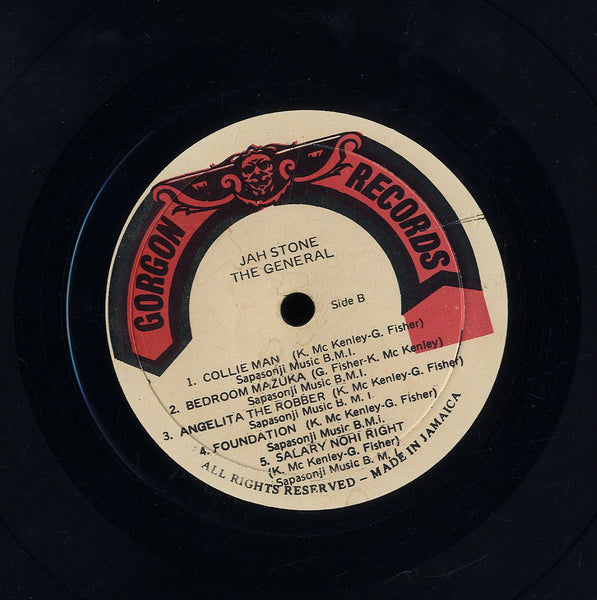 GORGON RECORDS
JAH STONE
THE GENERAL
Side B
1. COLLIE MAN (K. Mc Kenley-G. Fisher)
Sapasonji Music B.M.I.
2. BEDROOM MAZUKA (G. Fisher-K. Mc Kenley)
Sapasonji Music B.M.I.
3. ANGELITA THE ROBBER (K. Mc Kenley-G. Fisher)
Sapasonji Music B. M. I.
4. FOUNDATION (K. Mc Kenley-G. Fisher)
Sapasonji Music B.M.I.
5. SALARY NOHI RIGHT
(K. Mc Kenley-G. Fisher)
Sapasonji Music B. M. I.
ALL RIGHTS RESERVED – MADE IN JAMAICA